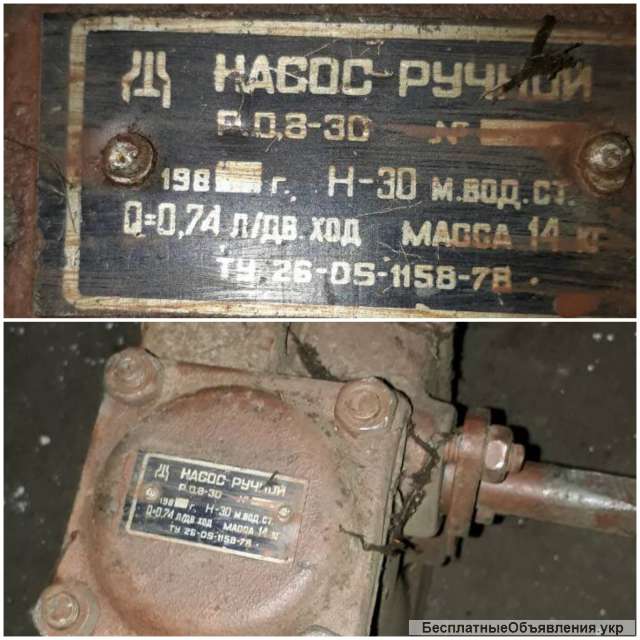 НАСОС РУЧНОЙ
Р.0,8-30 №
198 г. Н-30 М.ВОД.СТ.
Q=0,74 Л/ДВ.ХОД МАССА 14 КГ
ТУ 26-05-1158-78.
НАСОС РУЧНОЙ
Р.0,8-30 №
198 г. Н-30 М.ВОД.СТ.
Q=0,74 Л/ДВ.ХОД МАССА 14 КГ
ТУ 26-05-1158-78.
БесплатныеОбъявления.укр